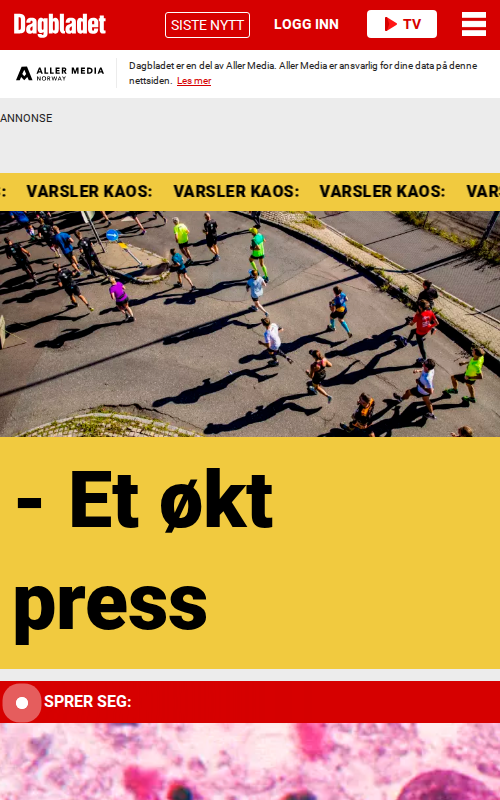 Dagbladet SISTE NYTT LOGG INN TV
ALLER MEDIA
NORWAY
Dagbladet er en del av Aller Media. Aller Media er ansvarlig for dine data på denne
nettsiden. Les mer
ANNONSE
: VARSLER KAOS: VARSLER KAOS: VARSLER KAOS: VARS
- Et økt
press
SPRER SEG: